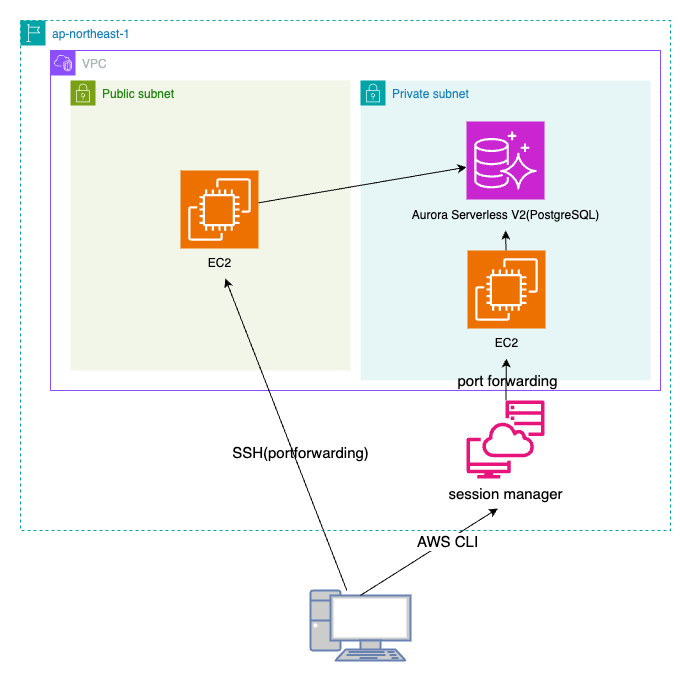 ap-northeast-1
VPC
Public subnet
Private subnet
Aurora Serverless V2(PostgreSQL)
EC2
EC2
port forwarding
SSH(portforwarding)
session manager
AWS CLI